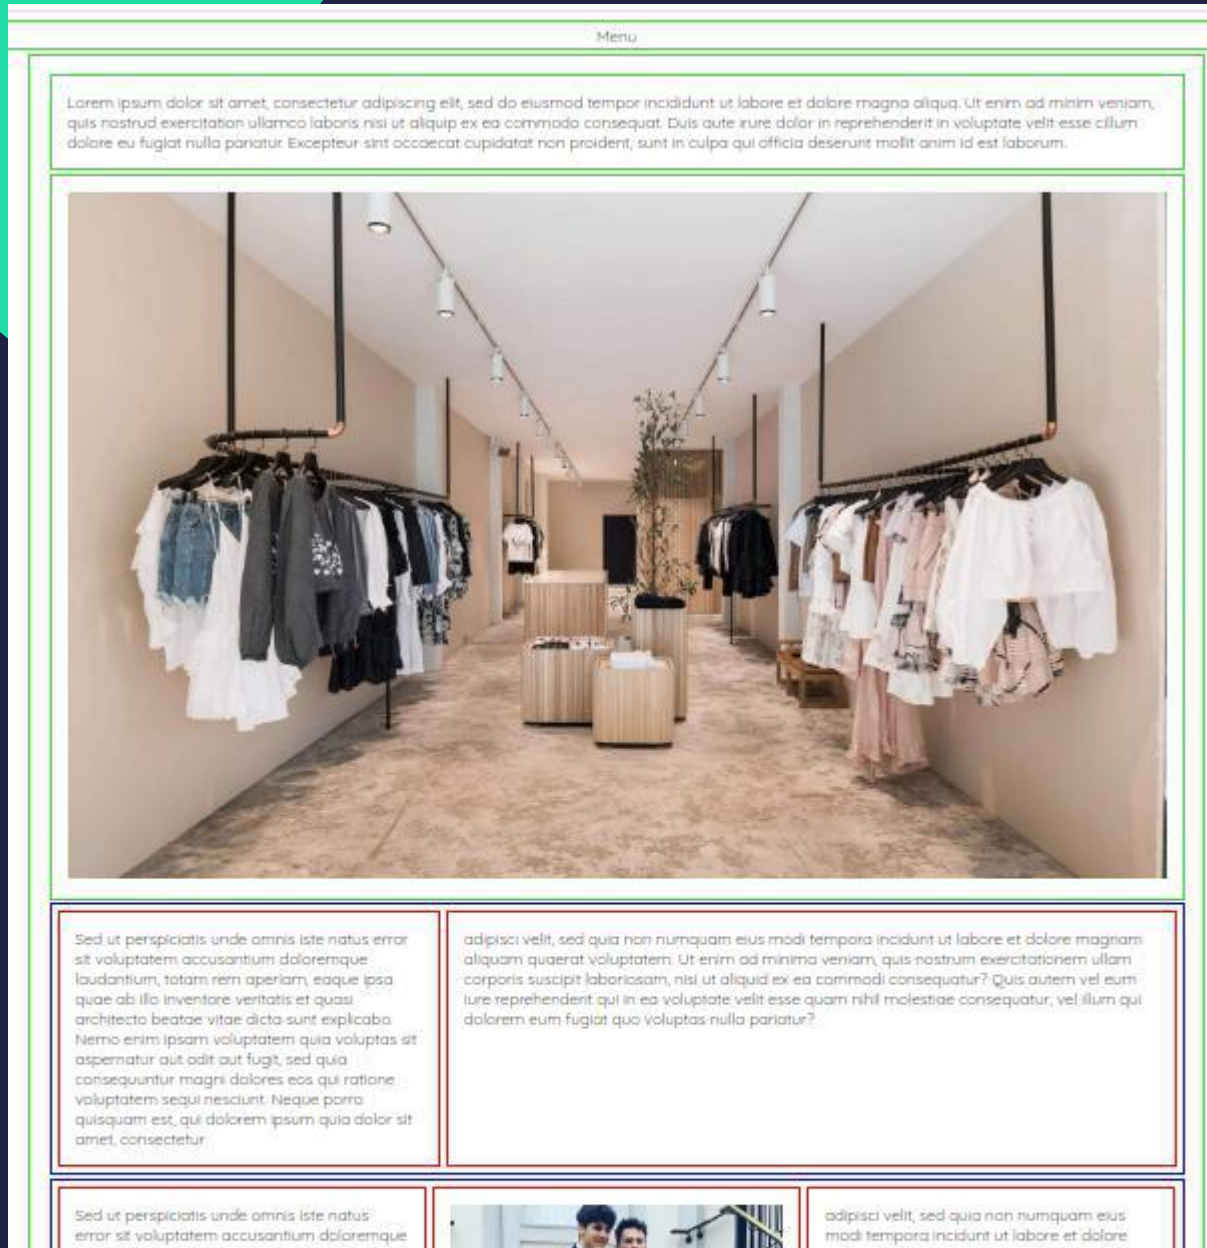 Menu
Lorem ipsum dolor sit amet, consectetur adipiscing elit, sed do eiusmod tempor incididunt ut labore et dolore magna aliqua. Ut enim ad minim veniam,
quis nostrud exercitation ullamco laboris nisi ut aliquip ex ea commodo consequat. Duis aute irure dolor in reprehenderit in voluptate velit esse cillum
dolore eu fugiat nulla pariatur. Excepteur sint occaecat cupidatat non proident, sunt in culpa qui officia deserunt mollit anim id est laborum.
Sed ut perspiciatis unde omnis iste natus error
sit voluptatem accusantium doloremque
laudantium, totam rem aperiam, eaque ipsa
quae ab illo inventore veritatis et quasi
architecto beatae vitae dicta sunt explicabo.
Nemo enim ipsam voluptatem quia voluptas sit
aspernatur aut odit aut fugit, sed quia
consequuntur magni dolores eos qui ratione
voluptatem sequi nesciunt. Neque porro
quisquam est, qui dolorem ipsum quia dolor sit
amet, consectetur
adipisci velit, sed quia non numquam eius modi tempora incidunt ut labore et dolore magnam
aliquam quaerat voluptatem. Ut enim ad minima veniam, quis nostrum exercitationem ullam
corporis suscipit laboriosam, nisi ut aliquid ex ea commodi consequatur? Quis autem vel eum
iure reprehenderit qui in ea voluptate velit esse quam nihil molestiae consequatur, vel illum qui
dolorem eum fugiat quo voluptas nulla pariatur?
Sed ut perspiciatis unde omnis iste natus
error sit voluptatem accusantium doloremque
adipisci velit, sed quia non numquam eius
modi tempora incidunt ut labore et dolore